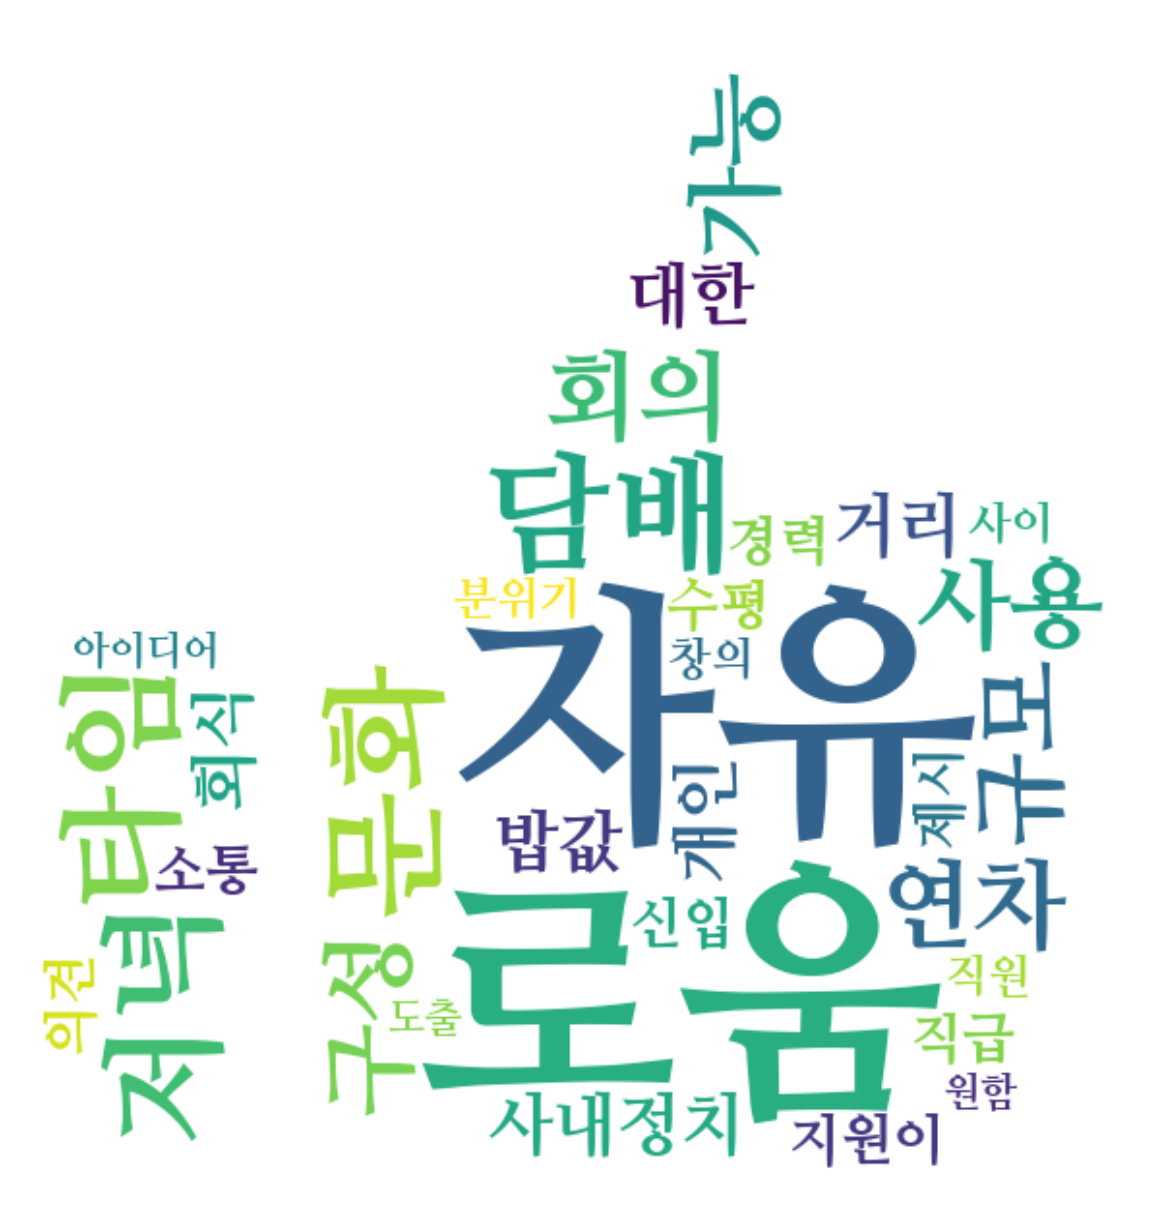 가능
대한
회의
담배
경력
거리
사이
분위기
수평
사용
자유
창의
아이디어
타임
회식
문화
규모
제시
개인
밥값
소통
연차
로움
신입
저녁
의견
구성
도출
직원
직급
원함
사내정치
지원이